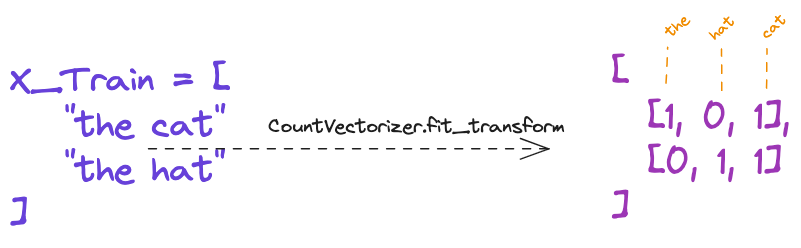 x_Train = [
"the cat"
"the hat"
]
CountVectorizer.fit_transform
the hat cat
[
[1, 0, 1],
[0, 1, 1]
]